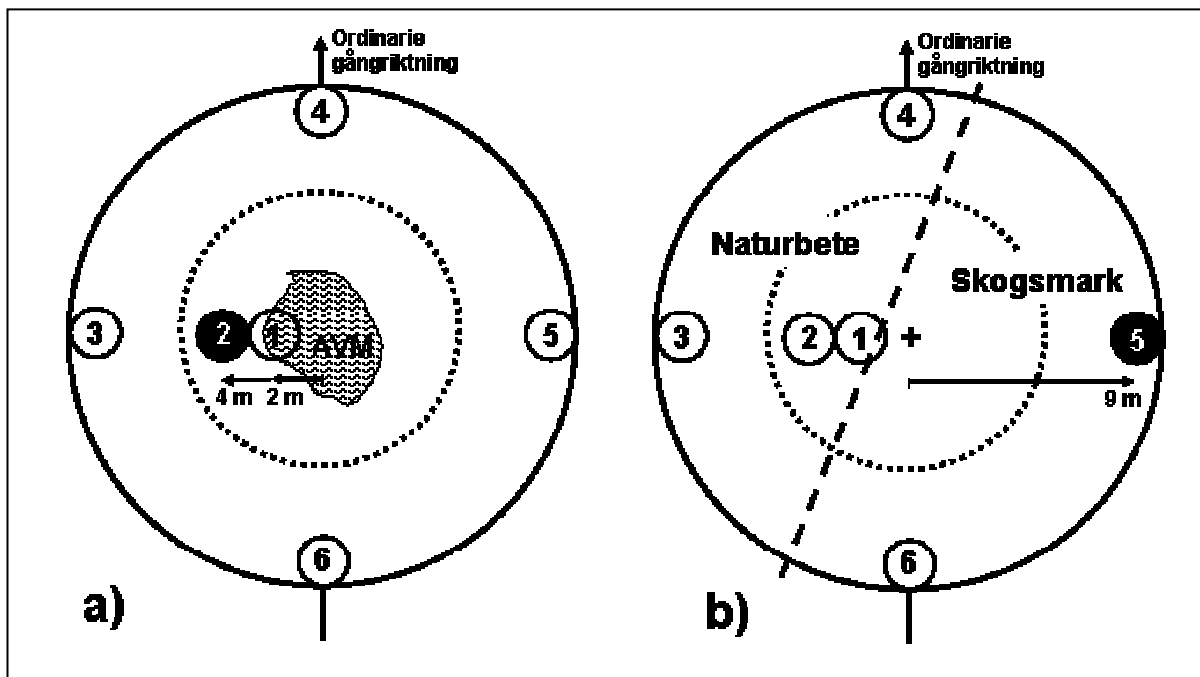 Ordinarie
gångriktning
4
3
2
1
AVM
5
4 m 2 m
6
a)
Ordinarie
gångriktning
4
Naturbete
Skogsmark
3
2
1
+
5
9 m
6
b)